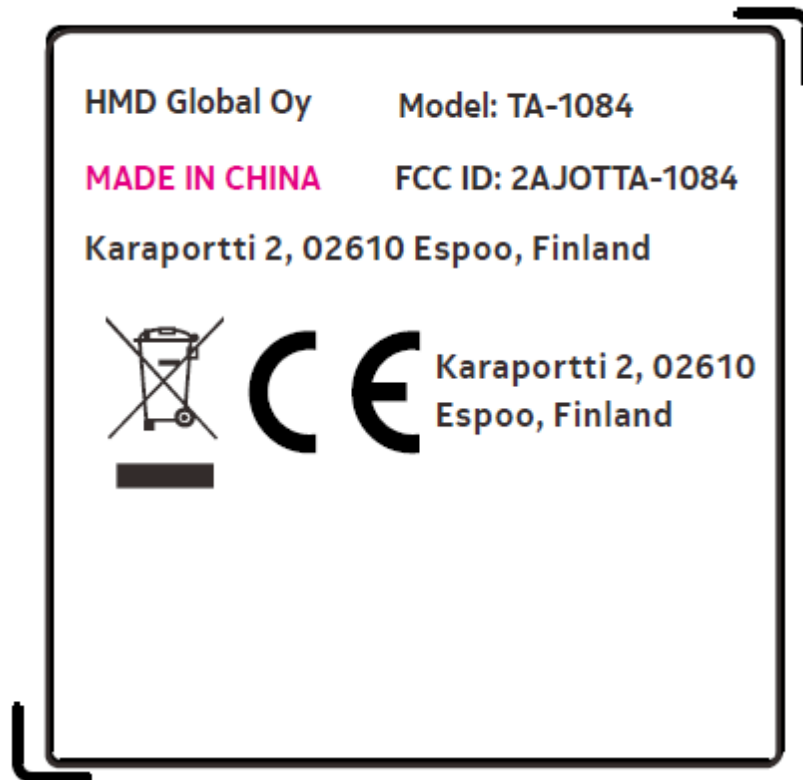 HMD Global Oy Model: TA-1084
MADE IN CHINA FCC ID: 2AJOTTA-1084
Karaportti 2, 02610 Espoo, Finland
CE Karaportti 2, 02610
Espoo, Finland